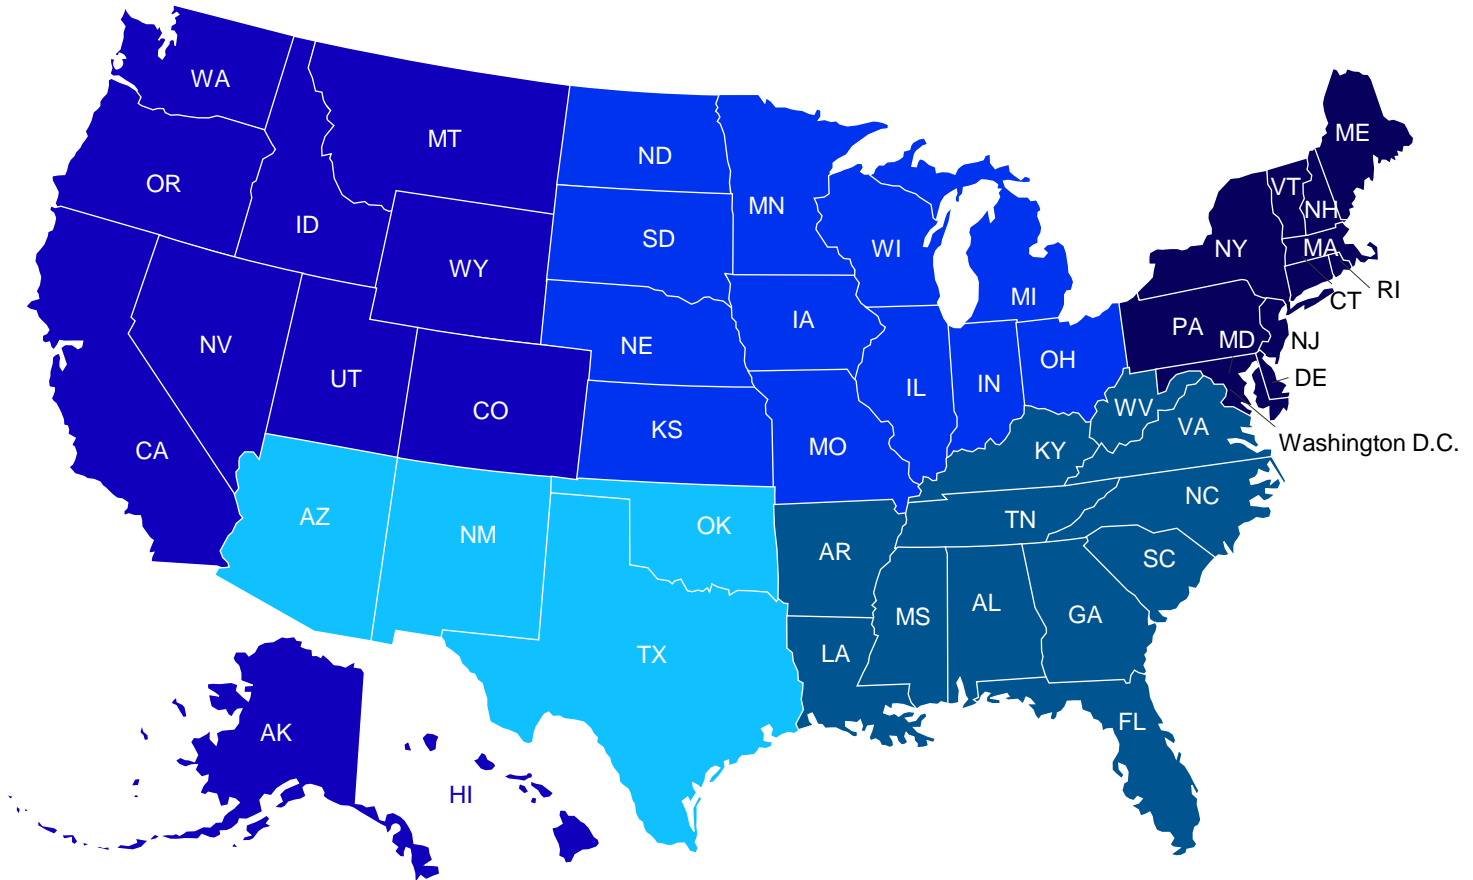 WA
MT
ME
ND
OR
VT
MN
NH
ID
SD
WI
NY
MA
WY
RI
MI
CT
IA
PA
NV
NE
MD
NJ
OH
UT
DE
IL
IN
CO
WV
KS
VA
CA
MO
KY
Washington D.C.
NC
AZ
TN
OK
NM
AR
SC
AL
GA
MS
LA
TX
FL
AK
HI